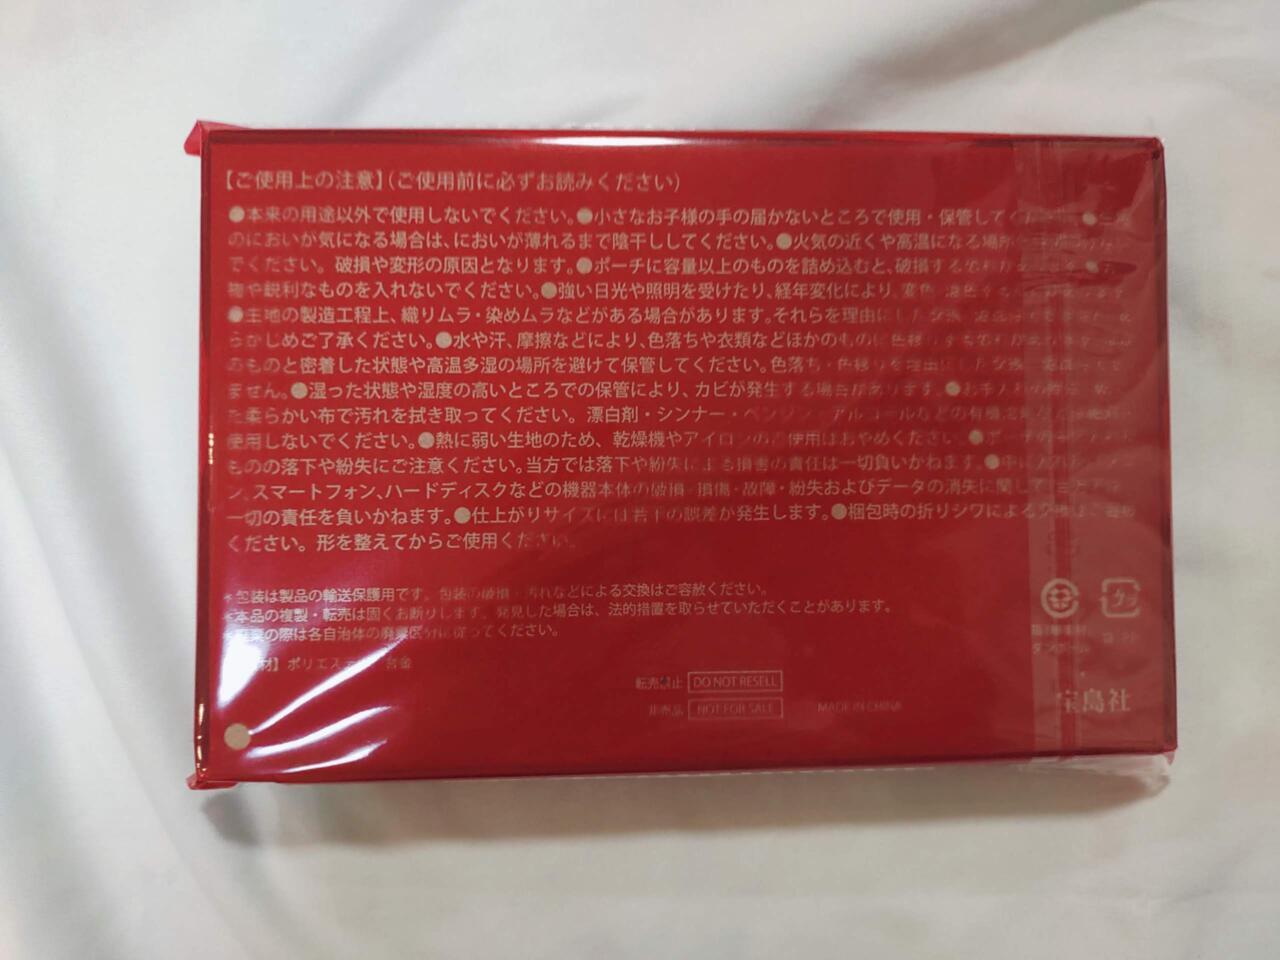 【ご使用上の注意】（ご使用前に必ずお読みください）
●本来の用途以外で使用しないでください。●小さなお子様の手の届かないところで使用・保管して
のにおいが気になる場合は、においが薄れるまで陰干ししてください。●火気の近くや高温になる場所
でください。破損や変形の原因となります。●ポーチに容量以上のものを詰め込むと、破損する
物や鋭利なものを入れないでください。●強い日光や照明を受けたり、経年変化により、変色
●生地の製造工程上、織りムラ・染めムラなどがある場合があります。それらを理由にした
らかじめご了承ください。●水や汗、摩擦などにより、色落ちや衣類などほかのものに色移りする
のものと密着した状態や高温多湿の場所を避けて保管してください。色落ち・色移りを理由にした
ません。●湿った状態や湿度の高いところでの保管により、カビが発生する場合があります。●お手入れの際は
た柔らかい布で汚れを拭き取ってください。漂白剤・シンナー・ベンジン・アルコールなどの有機溶剤
使用しないでください。●熱に弱い生地のため、乾燥機やアイロンのご使用はおやめください。●
ものの落下や紛失にご注意ください。当方では落下や紛失による損害の責任は一切負いかねます。●中に
ン、スマートフォン、ハードディスクなどの機器本体の破損・損傷・故障・紛失およびデータの消失に関して
一切の責任を負いかねます。●仕上がりサイズには若干の誤差が発生します。●梱包時の折りシワによる
ください。形を整えてからご使用ください。
*包装は製品の輸送保護用です。包装の破損・汚れなどによる交換はご容赦ください。
*本品の複製・転売は固くお断りします。発見した場合は、法的措置を取らせていただくことがあります。
の際は各自治体の廃棄区分に従ってください。
材】ポリエステル 合金
転売禁止 DO NOT RESELL
非売品 NOT FOR SALE MADE IN CHINA
宝島社